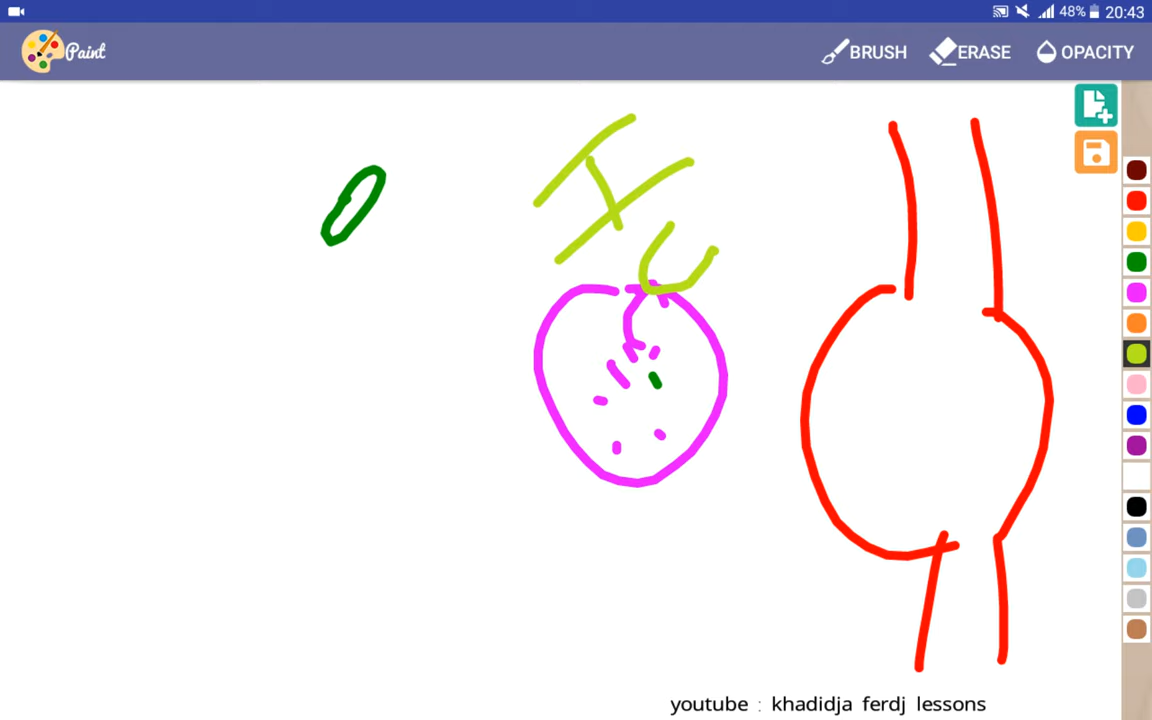 48% 20:43
Paint BRUSH ERASE OPACITY
youtube : khadidja ferdj lessons